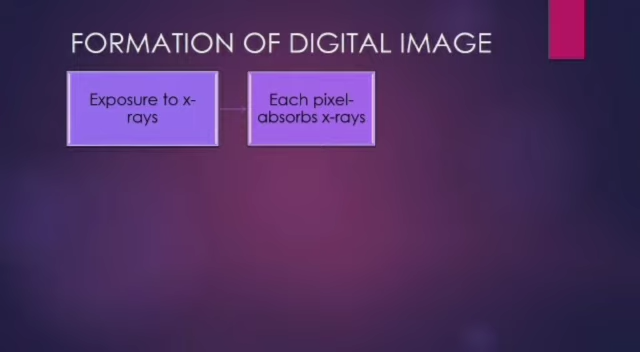 FORMATION OF DIGITAL IMAGE
Exposure to x-
rays
Each pixel-
absorbs x-rays